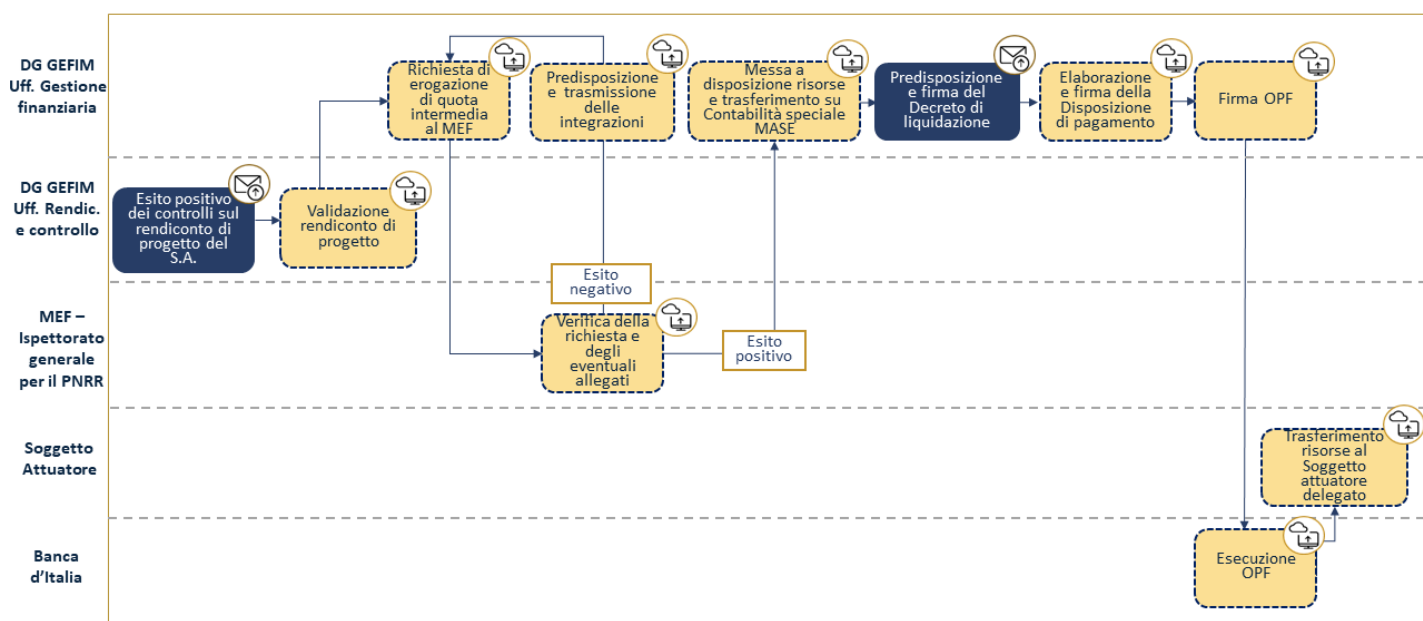 DG GEFIM
Uff. Gestione
finanziaria
Richiesta di
erogazione
di quota
intermedia
al MEF
Predisposizione
e trasmissione
delle
integrazioni
Messa a
disposizione risorse
e trasferimento su
Contabilità speciale
MASE
Predisposizione
e firma del
Decreto di
liquidazione
Elaborazione
e firma della
Disposizione
di pagamento
Firma OPF
DG GEFIM
Uff. Rendic.
e controllo
Esito positivo
dei controlli sul
rendiconto di
progetto del
S.A.
Validazione
rendiconto di
progetto
Esito
negativo
MEF –
Ispettorato
generale
per il PNRR
Verifica della
richiesta e
degli
eventuali
allegati
Esito
positivo
Soggetto
Attuatore
Trasferimento
risorse al
Soggetto
attuatore
delegato
Banca
d’Italia
Esecuzione
OPF